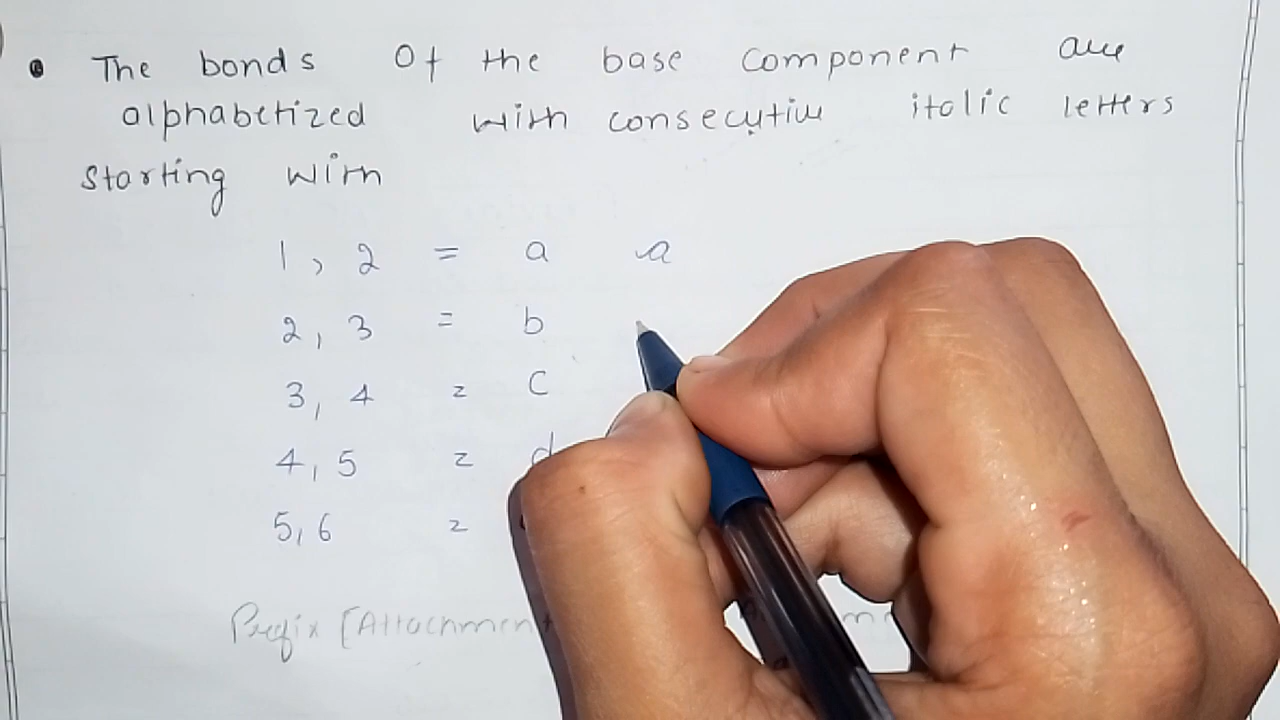 The bonds of the base component are
alphabetized with consecutive italic letters
starting with
1, 2 = a a
2, 3 = b
3, 4 = c
4, 5 = d
5, 6 =
Prefix [Attachment